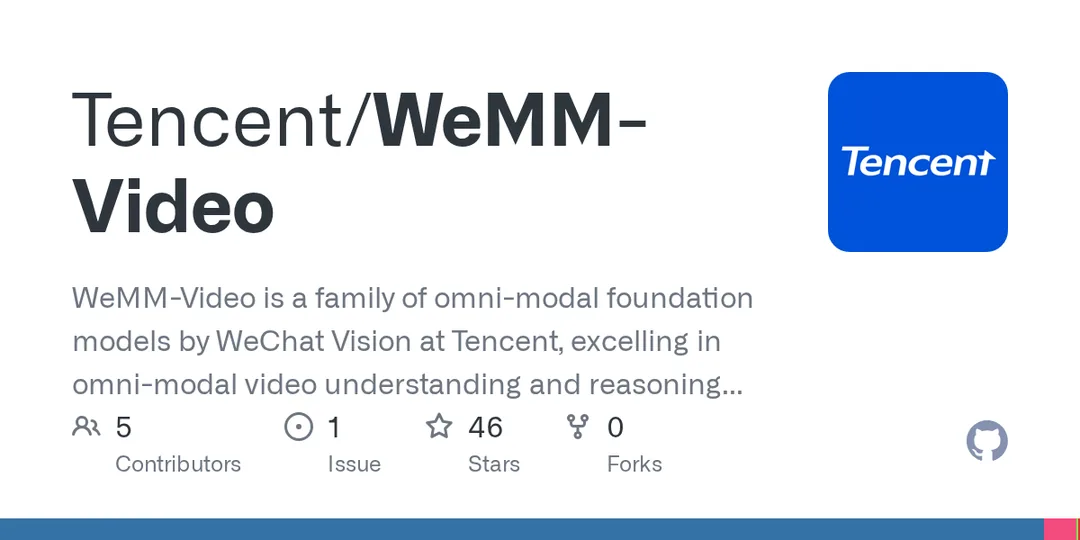 Tencent/WeMM-
Video
Tencent
WeMM-Video is a family of omni-modal foundation
models by WeChat Vision at Tencent, excelling in
omni-modal video understanding and reasoning...
5
Contributors
1
Issue
46
Stars
0
Forks